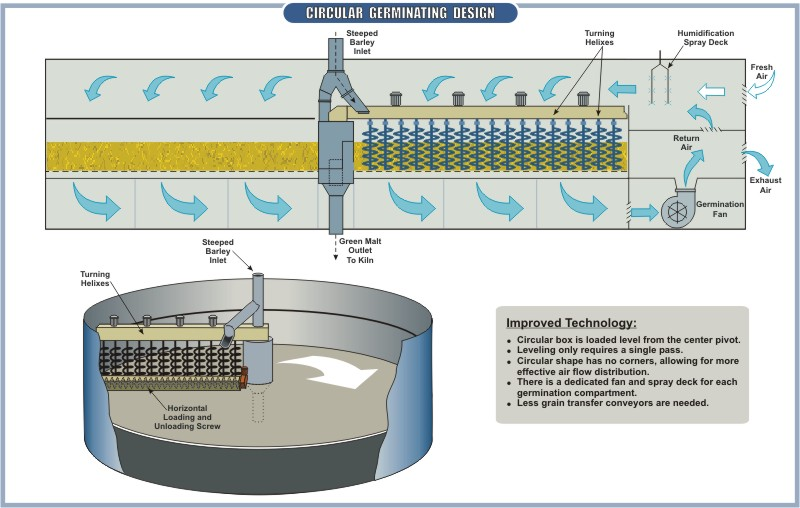 CIRCULAR GERMINATING DESIGN
Steeped
Barley
Inlet
Turning
Helixes
Humidification
Spray Deck
Fresh
Air
Return
Air
Exhaust
Air
Germination
Fan
Green Malt
Outlet
To Kiln
Steeped
Barley
Inlet
Turning
Helixes
Horizontal
Loading and
Unloading Screw
Improved Technology:
• Circular box is loaded level from the center pivot.
• Leveling only requires a single pass.
• Circular shape has no corners, allowing for more
effective air flow distribution.
• There is a dedicated fan and spray deck for each
germination compartment.
• Less grain transfer conveyors are needed.